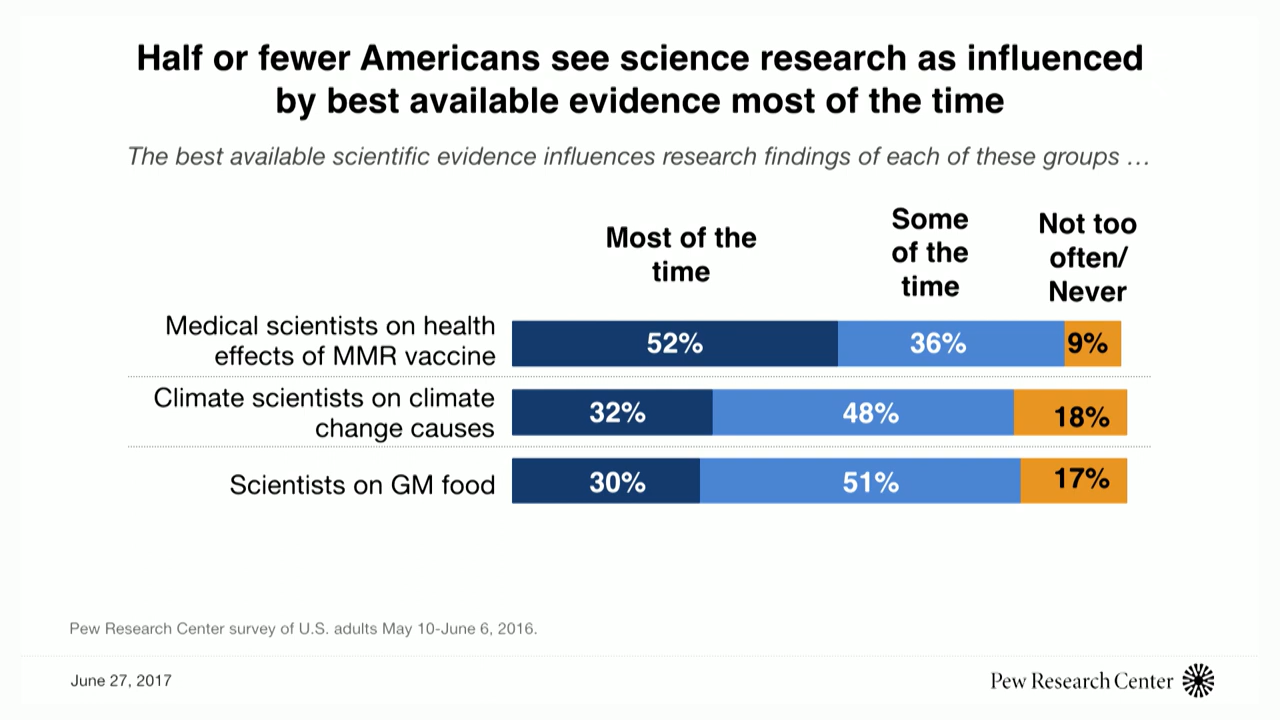 Half or fewer Americans see science research as influenced
by best available evidence most of the time
The best available scientific evidence influences research findings of each of these groups …
Most of the
time
Some
of the
time
Not too
often/
Never
Medical scientists on health
effects of MMR vaccine
52% 36% 9%
Climate scientists on climate
change causes
32% 48% 18%
Scientists on GM food
30% 51% 17%
Pew Research Center survey of U.S. adults May 10-June 6, 2016.
June 27, 2017
Pew Research Center